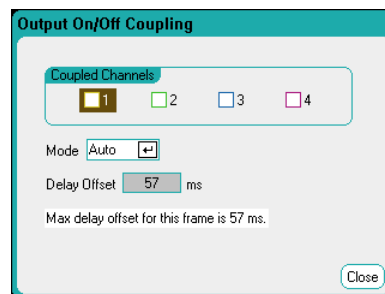 Output On/Off Coupling
Coupled Channels
1 2 3 4
Mode Auto
Delay Offset 57 ms
Max delay offset for this frame is 57 ms.
Close